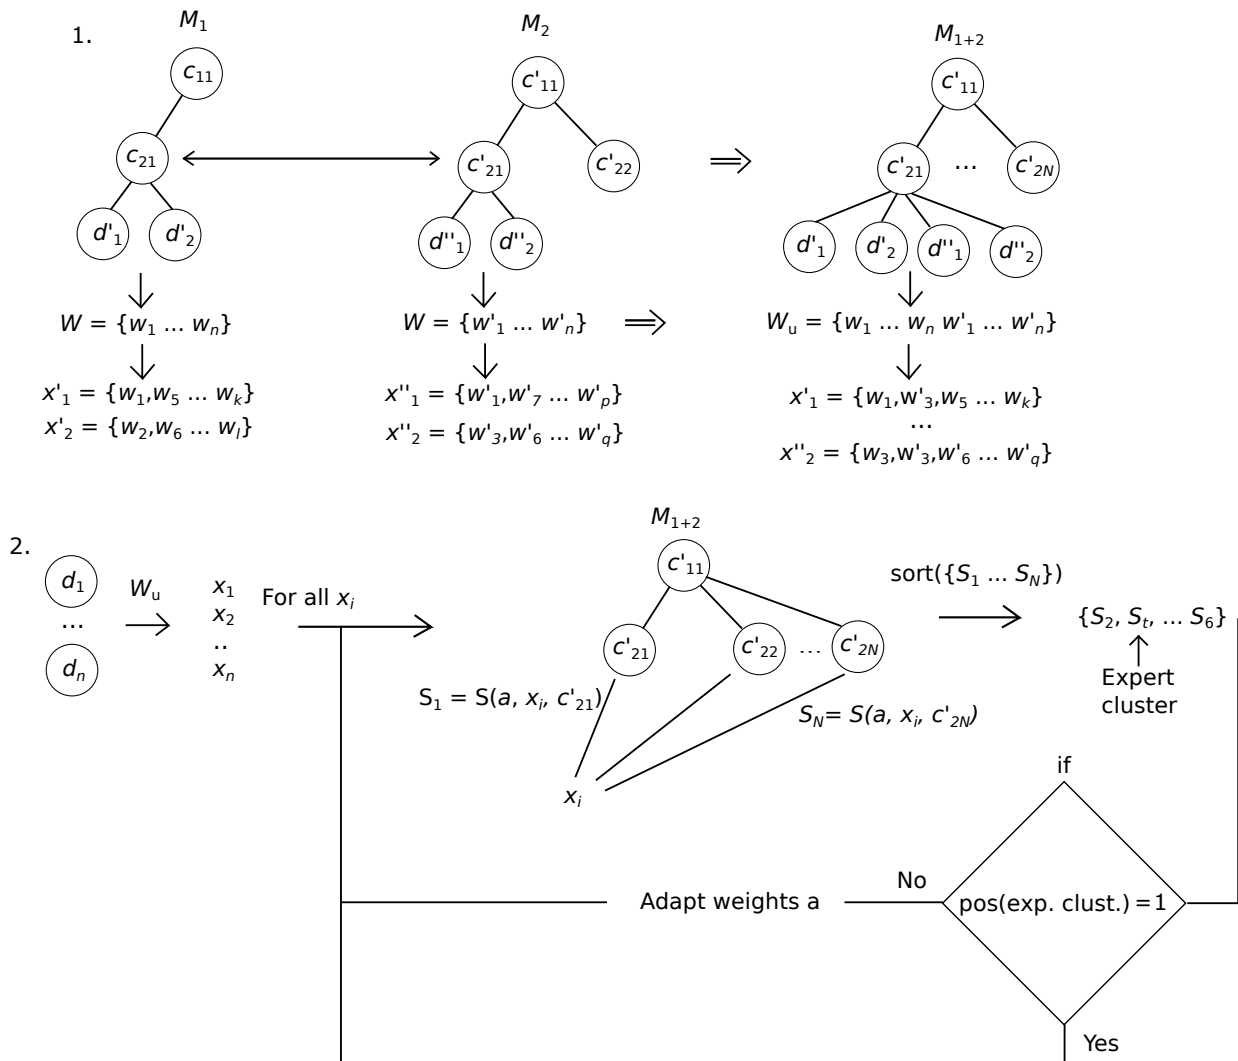 1.
M₁
M₂
M₁₊₂
c₁₁
c'₁₁
c'₁₁
c₂₁
c'₂₁
c'₂₂
⇒
c'₂₁ ... c'₂N
d'₁ d'₂
d''₁ d''₂
d'₁ d'₂ d''₁ d''₂
W = {w₁ ... wₙ}
W = {w'₁ ... w'ₙ}
⇒
Wᵤ = {w₁ ... wₙ w'₁ ... w'ₙ}
x'₁ = {w₁,w₅ ... wₖ}
x'₂ = {w₂,w₆ ... wₗ}
x''₁ = {w'₁,w'₇ ... w'ₚ}
x''₂ = {w'₃,w'₆ ... w'_q}
x'₁ = {w₁,w'₃,w₅ ... wₖ}
...
x''₂ = {w₃,w'₃,w'₆ ... w'_q}
2.
d₁
...
dₙ
Wᵤ
x₁
x₂
..
xₙ
For all xᵢ
M₁₊₂
c'₁₁
c'₂₁
c'₂₂ ... c'₂N
S₁ = S(a, xᵢ, c'₂₁)
S_N= S(a, xᵢ, c'₂N)
xᵢ
sort({S₁ ... S_N})
{S₂, Sₜ, ... S₆}
Expert
cluster
if
pos(exp. clust.) = 1
No
Adapt weights a
Yes